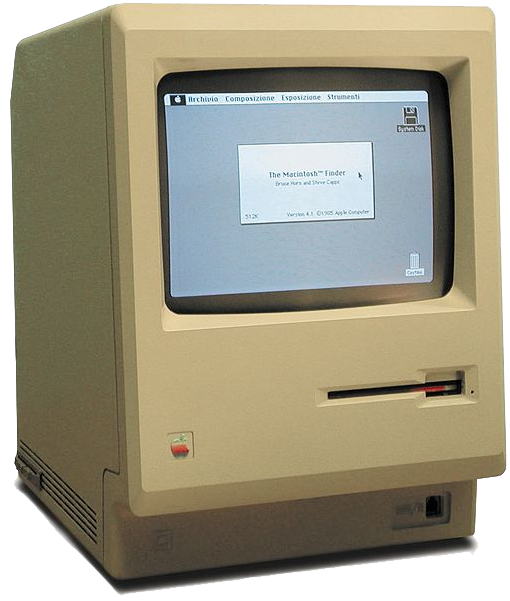 Archivio Composizione Esposizione Strumenti
System Disk
The Macintosh™ Finder
Bruce Horn and Steve Capps
512K Version 4.1 ©1985 Apple Computer
Cestino